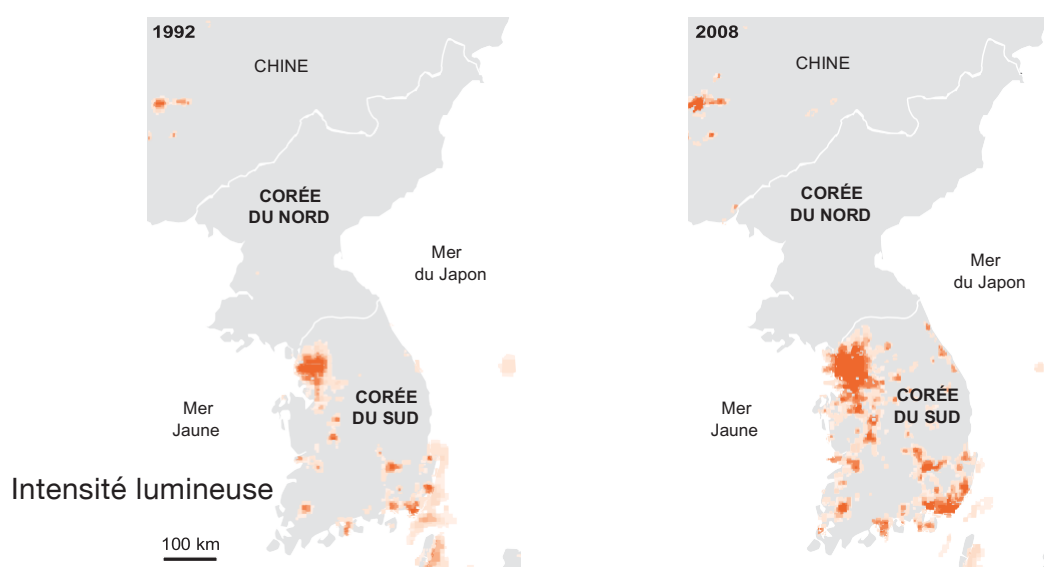 1992
CHINE
CORÉE
DU NORD
Mer
du Japon
CORÉE
DU SUD
Mer
Jaune
Intensité lumineuse
100 km
2008
CHINE
CORÉE
DU NORD
Mer
du Japon
CORÉE
DU SUD
Mer
Jaune